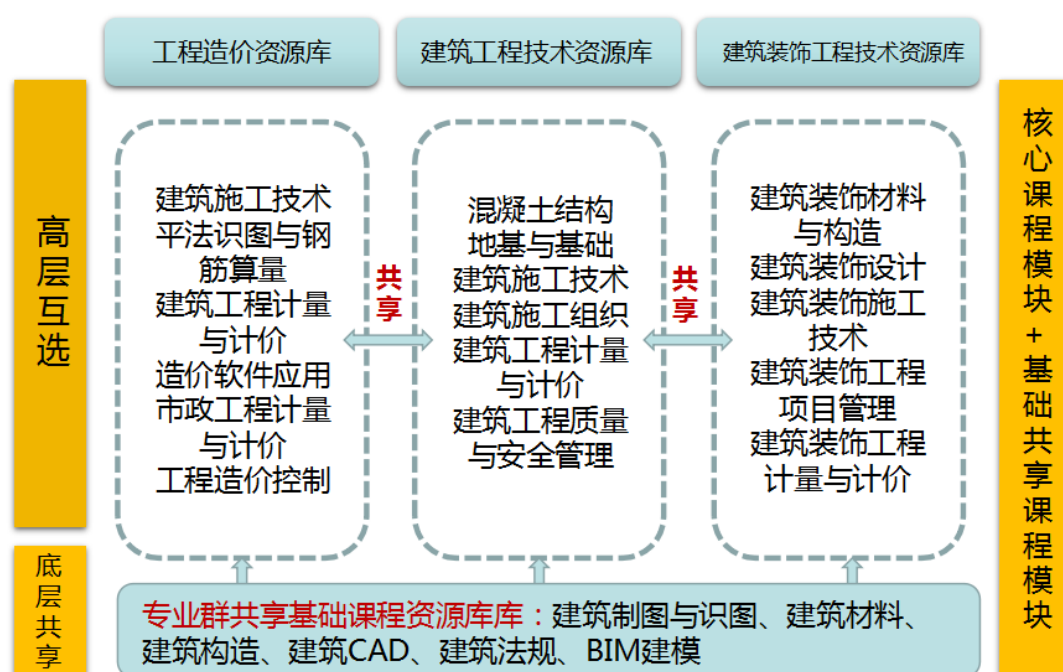 工程造价资源库
建筑工程技术资源库
建筑装饰工程技术资源库
高层互选
建筑施工技术
平法识图与钢
筋算量
建筑工程计量
与计价
造价软件应用
市政工程计量
与计价
工程造价控制
共享
混凝土结构
地基与基础
建筑施工技术
建筑施工组织
建筑工程计量
与计价
建筑工程质量
与安全管理
共享
建筑装饰材料
与构造
建筑装饰设计
建筑装饰施工
技术
建筑装饰工程
项目管理
建筑装饰工程
计量与计价
核心课程模块+基础共享课程模块
底层共享
专业群共享基础课程资源库库：建筑制图与识图、建筑材料、
建筑构造、建筑CAD、建筑法规、BIM建模